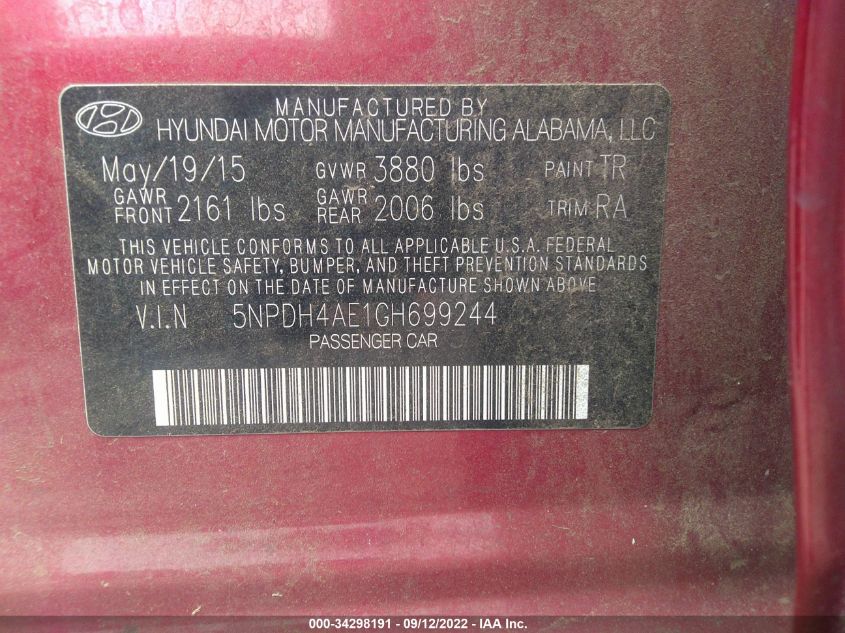 MANUFACTURED BY
HYUNDAI MOTOR MANUFACTURING ALABAMA, LLC
May/19/15 GVWR 3880 lbs PAINT TR
GAWR FRONT 2161 lbs GAWR REAR 2006 lbs TRIM RA
THIS VEHICLE CONFORMS TO ALL APPLICABLE U.S.A. FEDERAL
MOTOR VEHICLE SAFETY, BUMPER, AND THEFT PREVENTION STANDARDS
IN EFFECT ON THE DATE OF MANUFACTURE SHOWN ABOVE
V.I.N 5NPDH4AE1GH699244
PASSENGER CAR
000-34298191 - 09/12/2022 - IAA Inc.